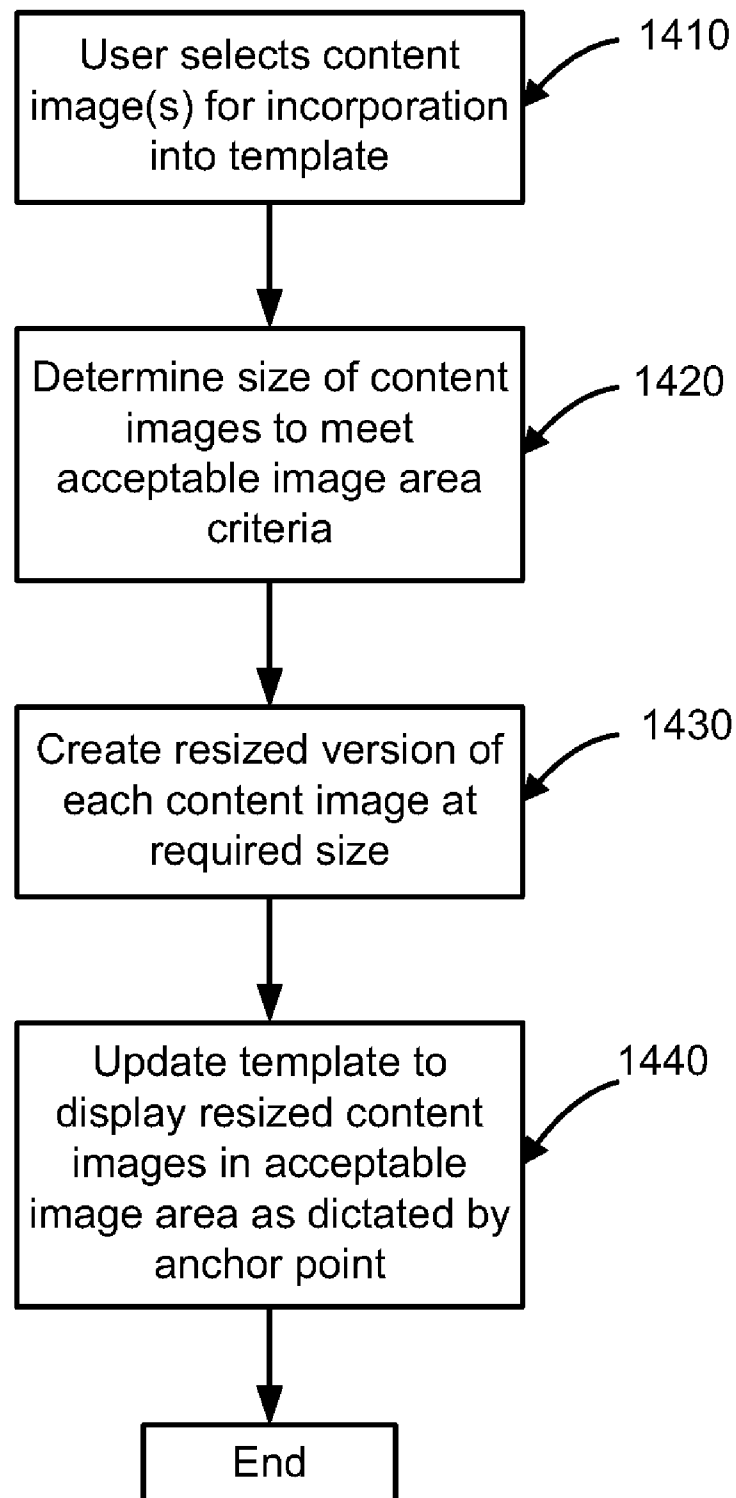 User selects content
image(s) for incorporation
into template
1410
Determine size of content
images to meet
acceptable image area
criteria
1420
Create resized version of
each content image at
required size
1430
Update template to
display resized content
images in acceptable
image area as dictated by
anchor point
1440
End